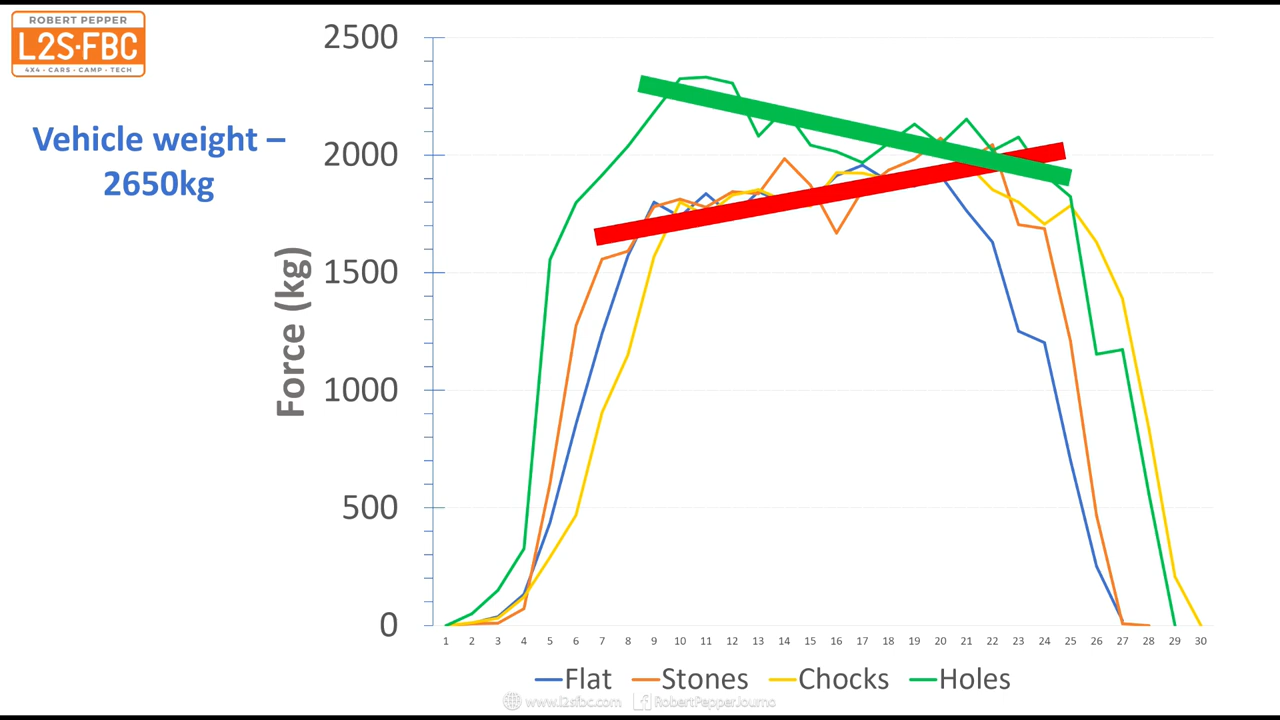 ROBERT PEPPER
L2S·FBC
4X4 · CARS · CAMP · TECH
Vehicle weight –
2650kg
Force (kg)
2500
2000
1500
1000
500
0
1 2 3 4 5 6 7 8 9 10 11 12 13 14 15 16 17 18 19 20 21 22 23 24 25 26 27 28 29 30
Flat Stones Chocks Holes
www.l2sfbc.com RobertPepperJourno